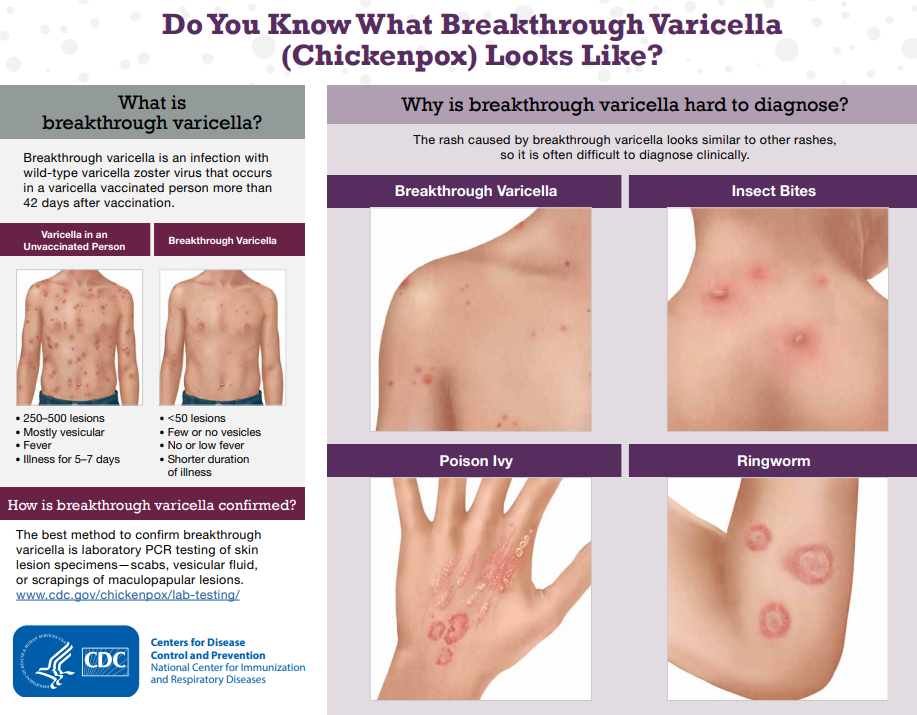 Do You Know What Breakthrough Varicella
(Chickenpox) Looks Like?
What is
breakthrough varicella?
Breakthrough varicella is an infection with
wild-type varicella zoster virus that occurs
in a varicella vaccinated person more than
42 days after vaccination.
Varicella in an
Unvaccinated Person
Breakthrough Varicella
• 250–500 lesions
• Mostly vesicular
• Fever
• Illness for 5–7 days
• <50 lesions
• Few or no vesicles
• No or low fever
• Shorter duration
of illness
How is breakthrough varicella confirmed?
The best method to confirm breakthrough
varicella is laboratory PCR testing of skin
lesion specimens—scabs, vesicular fluid,
or scrapings of maculopapular lesions.
www.cdc.gov/chickenpox/lab-testing/
CDC
Centers for Disease
Control and Prevention
National Center for Immunization
and Respiratory Diseases
Why is breakthrough varicella hard to diagnose?
The rash caused by breakthrough varicella looks similar to other rashes,
so it is often difficult to diagnose clinically.
Breakthrough Varicella
Insect Bites
Poison Ivy
Ringworm